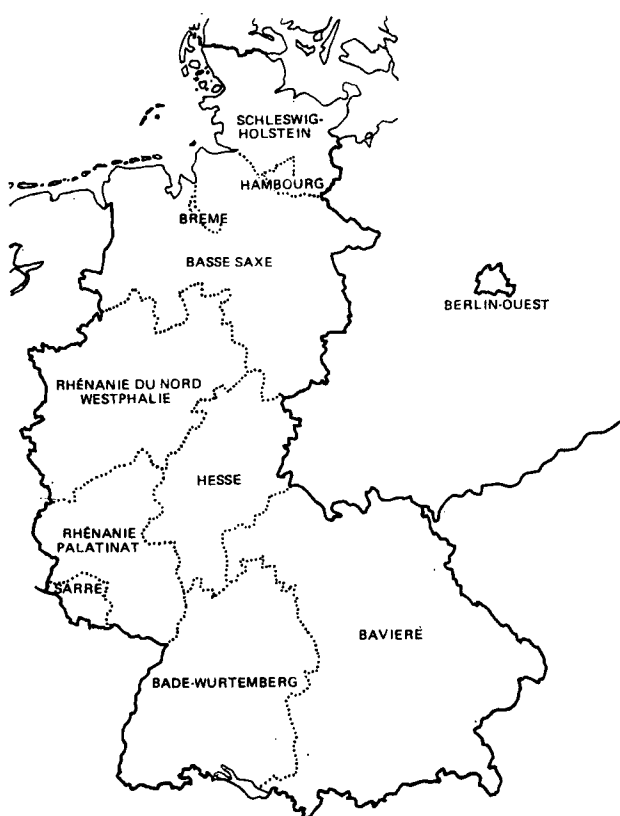 SCHLESWIG-
HOLSTEIN
HAMBOURG
BREME
BASSE SAXE
BERLIN-OUEST
RHÉNANIE DU NORD
WESTPHALIE
HESSE
RHÉNANIE
PALATINAT
SARRE
BAVIERE
BADE-WURTEMBERG